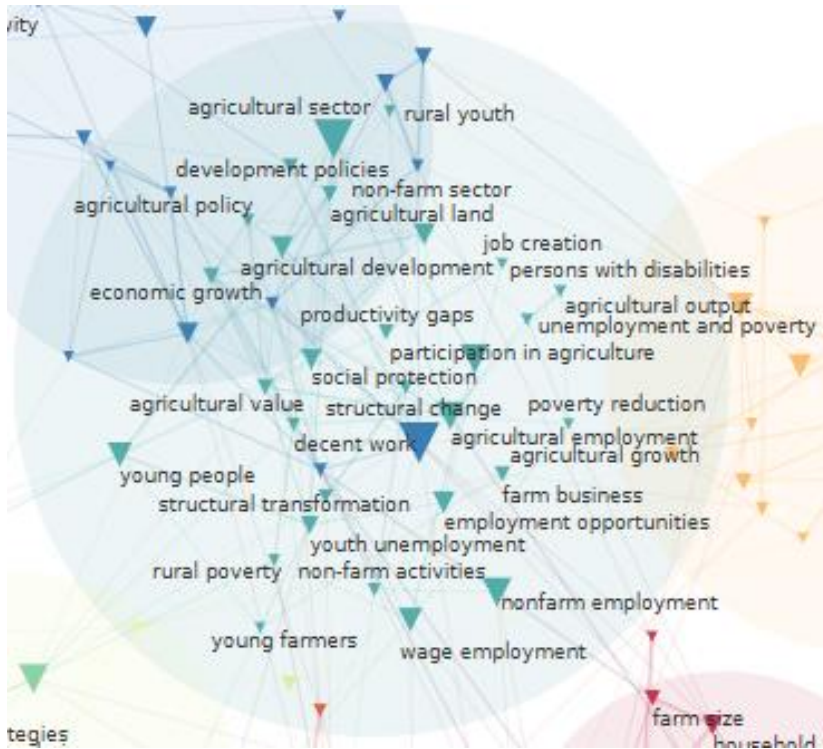 vity
agricultural sector
rural youth
development policies
non-farm sector
agricultural policy
agricultural land
job creation
agricultural development
persons with disabilities
economic growth
agricultural output
productivity gaps
unemployment and poverty
participation in agriculture
social protection
agricultural value
structural change
poverty reduction
decent work
agricultural employment
agricultural growth
young people
structural transformation
farm business
employment opportunities
youth unemployment
rural poverty
non-farm activities
nonfarm employment
young farmers
wage employment
farm size
tegies
household